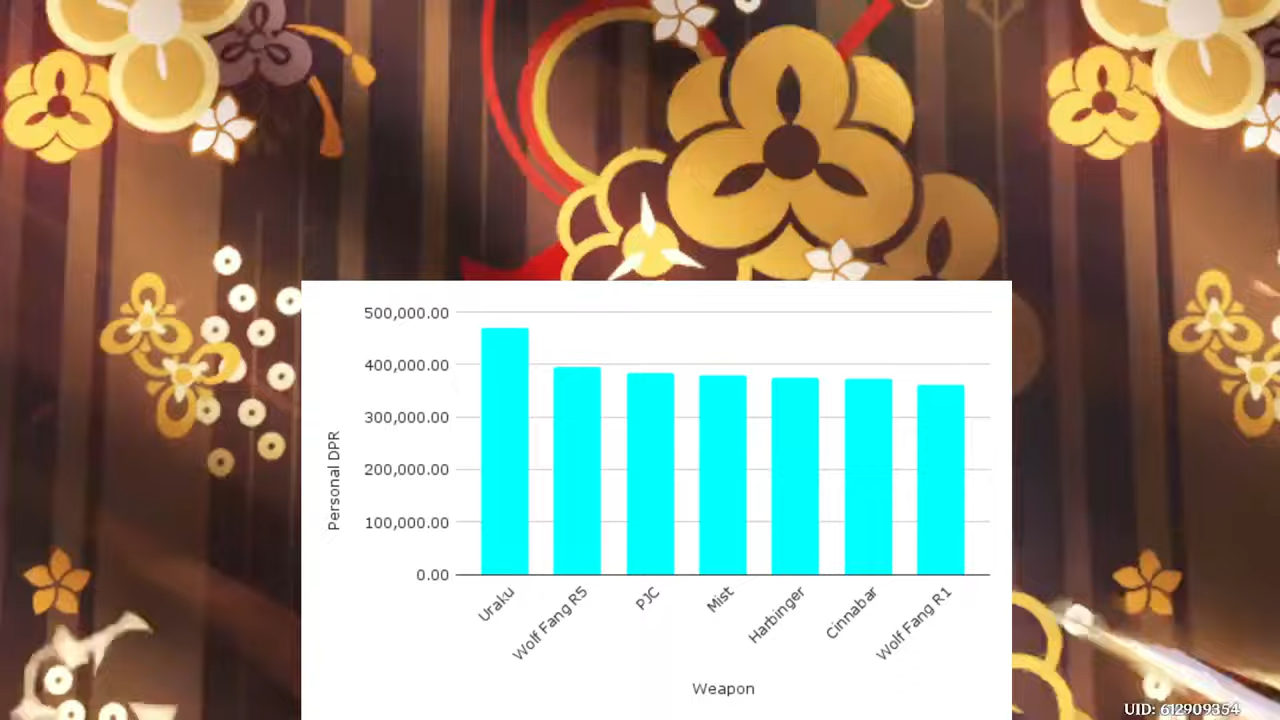 500,000.00
400,000.00
300,000.00
200,000.00
100,000.00
0.00
Personal DPR
Uraku
Wolf Fang R5
PJC
Mist
Harbinger
Cinnabar
Wolf Fang R1
Weapon
UID: 612909354